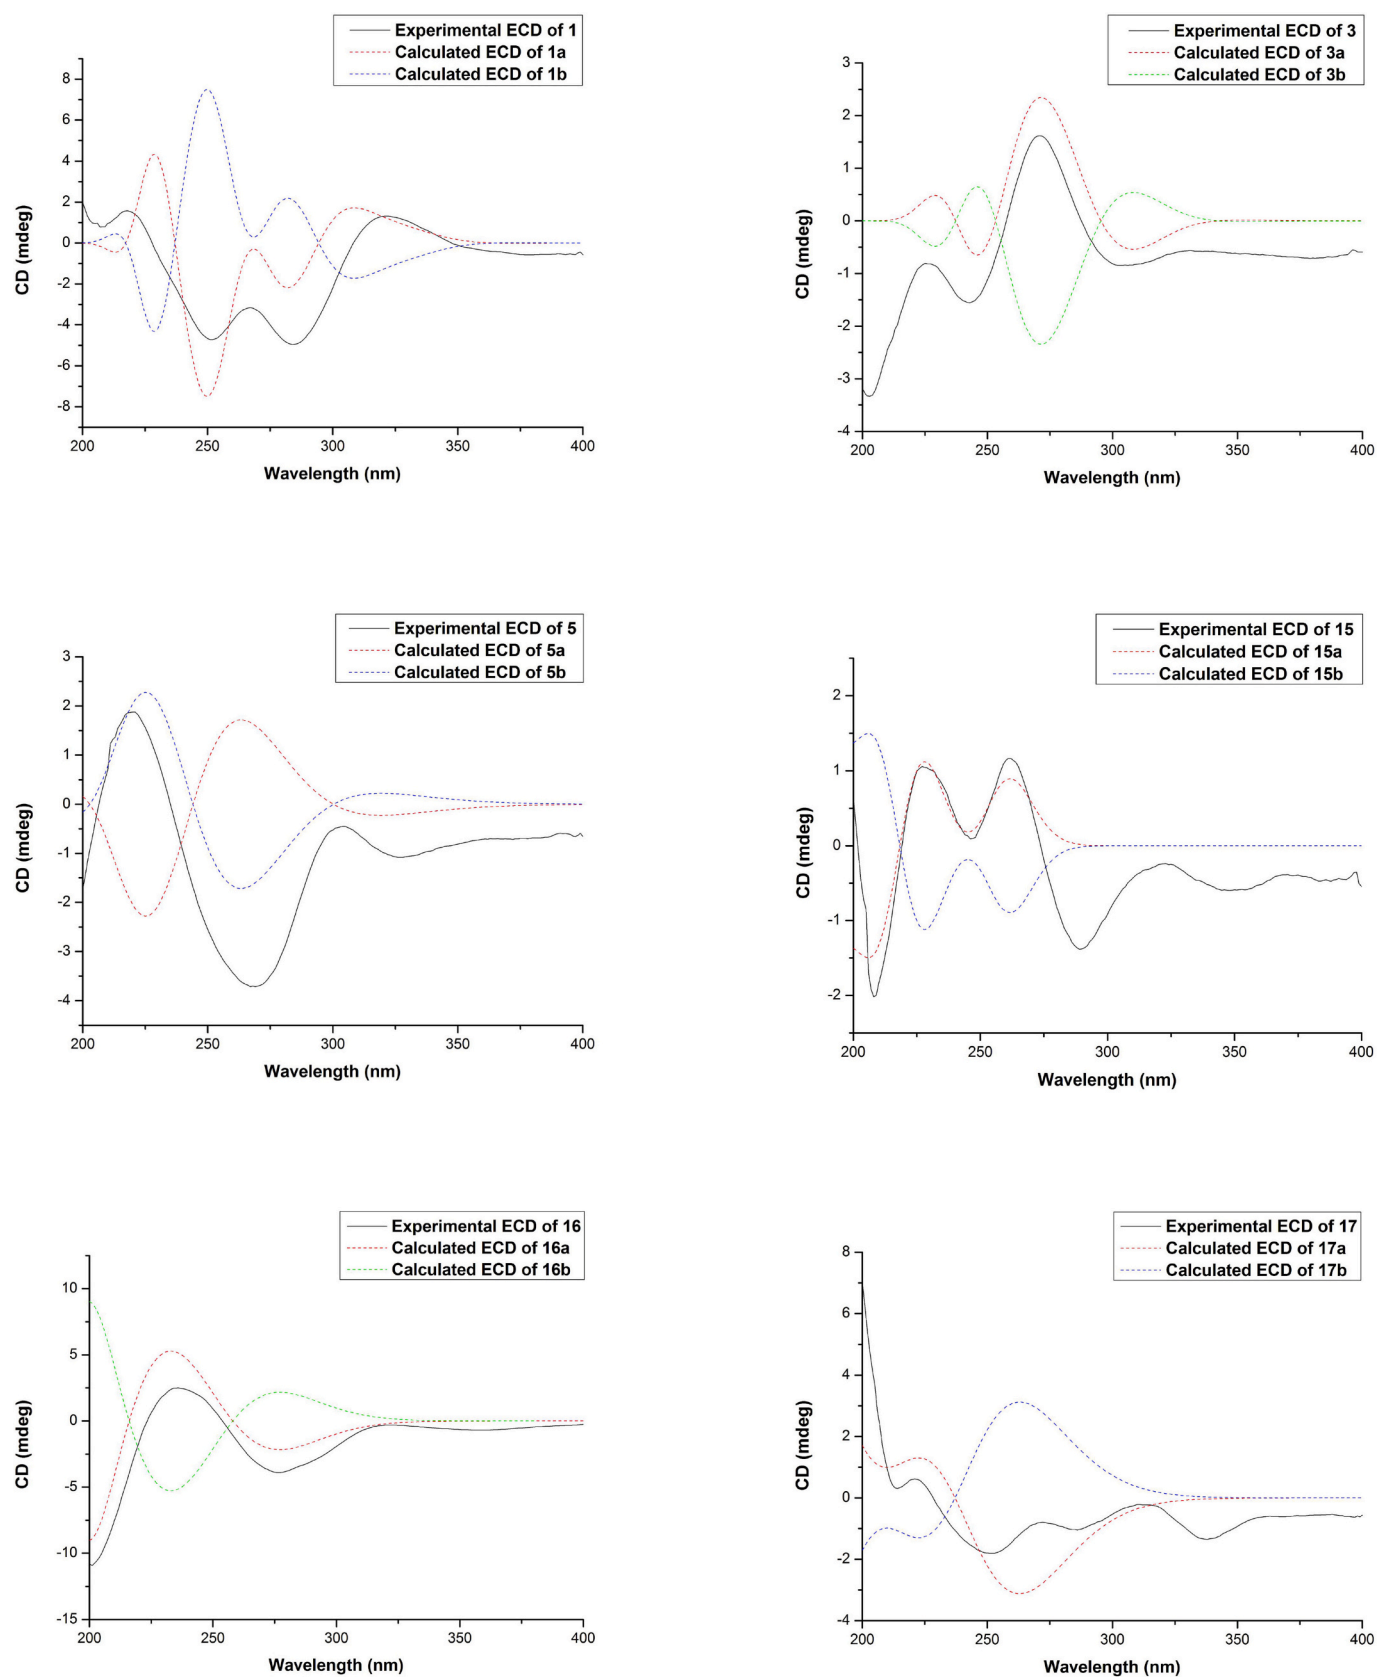 Experimental ECD of 1
Calculated ECD of 1a
Calculated ECD of 1b
8
6
4
2
0
-2
-4
-6
-8
CD (mdeg)
200
250
300
350
400
Wavelength (nm)
Experimental ECD of 3
Calculated ECD of 3a
Calculated ECD of 3b
3
2
1
0
-1
-2
-3
-4
CD (mdeg)
200
250
300
350
400
Wavelength (nm)
Experimental ECD of 5
Calculated ECD of 5a
Calculated ECD of 5b
3
2
1
0
-1
-2
-3
-4
CD (mdeg)
200
250
300
350
400
Wavelength (nm)
Experimental ECD of 15
Calculated ECD of 15a
Calculated ECD of 15b
2
1
0
-1
-2
CD (mdeg)
200
250
300
350
400
Wavelength (nm)
Experimental ECD of 16
Calculated ECD of 16a
Calculated ECD of 16b
10
5
0
-5
-10
-15
CD (mdeg)
200
250
300
350
400
Wavelength (nm)
Experimental ECD of 17
Calculated ECD of 17a
Calculated ECD of 17b
8
6
4
2
0
-2
-4
CD (mdeg)
200
250
300
350
400
Wavelength (nm)